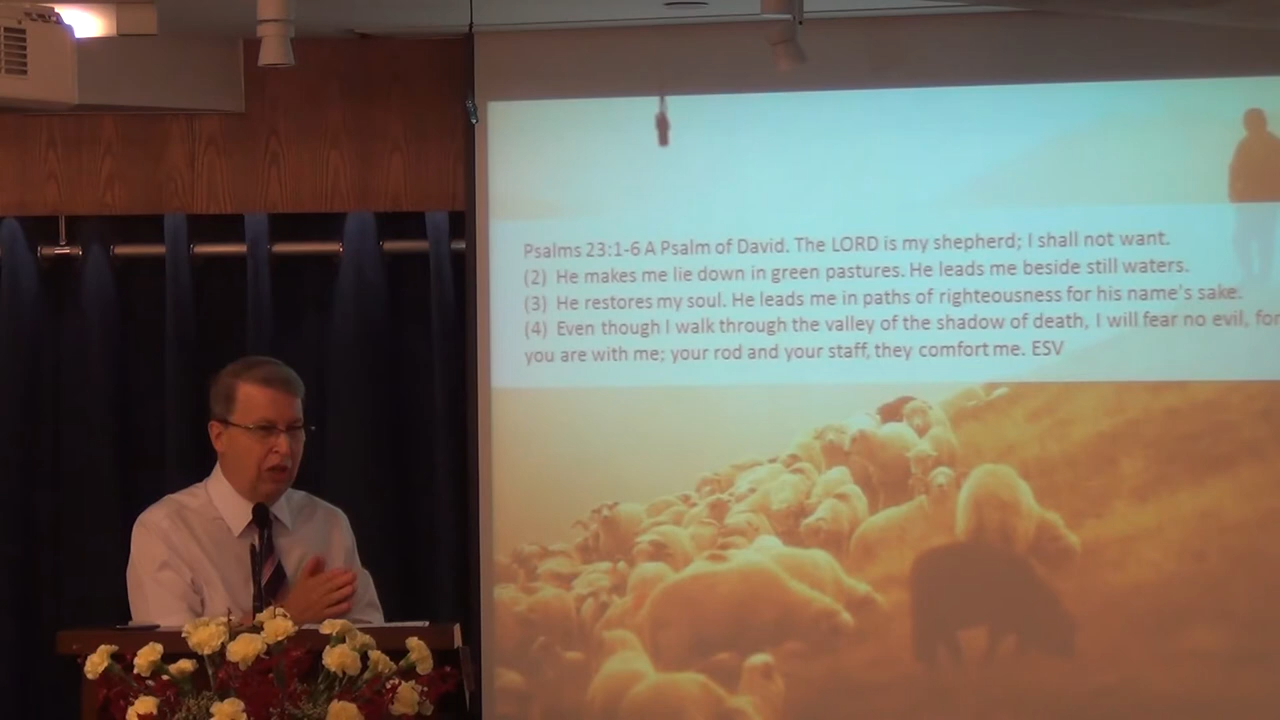 Psalms 23:1-6 A Psalm of David. The LORD is my shepherd; I shall not want.
(2) He makes me lie down in green pastures. He leads me beside still waters.
(3) He restores my soul. He leads me in paths of righteousness for his name's sake.
(4) Even though I walk through the valley of the shadow of death, I will fear no evil, for
you are with me; your rod and your staff, they comfort me. ESV